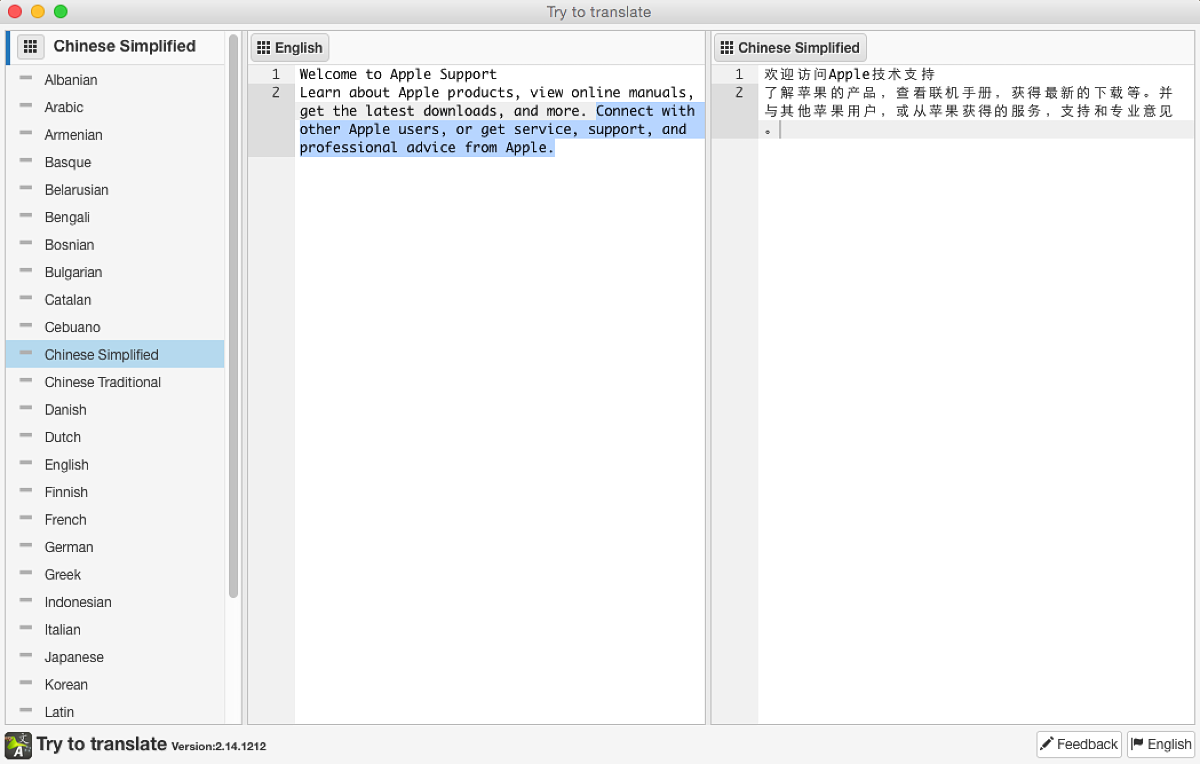 Try to translate
Chinese Simplified
Albanian
Arabic
Armenian
Basque
Belarusian
Bengali
Bosnian
Bulgarian
Catalan
Cebuano
Chinese Simplified
Chinese Traditional
Danish
Dutch
English
Finnish
French
German
Greek
Indonesian
Italian
Japanese
Korean
Latin
English
1 Welcome to Apple Support
2 Learn about Apple products, view online manuals,
get the latest downloads, and more. Connect with
other Apple users, or get service, support, and
professional advice from Apple.
Chinese Simplified
1 欢迎访问Apple技术支持
2 了解苹果的产品，查看联机手册，获得最新的下载等。并
与其他苹果用户，或从苹果获得的服务，支持和专业意见
。
Try to translate Version:2.14.1212
Feedback
English